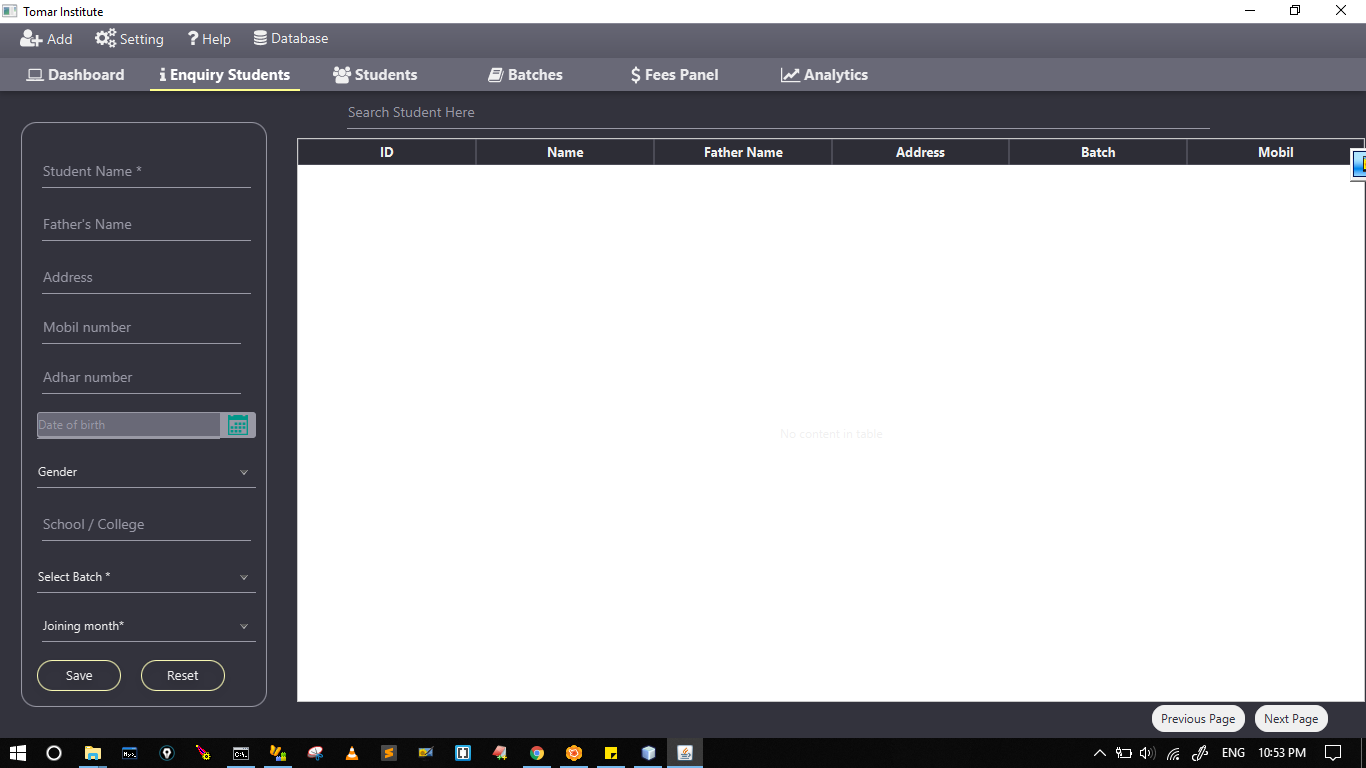 Tomar Institute
Add Setting ? Help Database
Dashboard Enquiry Students Students Batches $ Fees Panel Analytics
Search Student Here
ID Name Father Name Address Batch Mobil
Student Name *
Father's Name
Address
Mobil number
Adhar number
Date of birth
No content in table
Gender
School / College
Select Batch *
Joining month*
Save Reset
Previous Page Next Page
ENG 10:53 PM